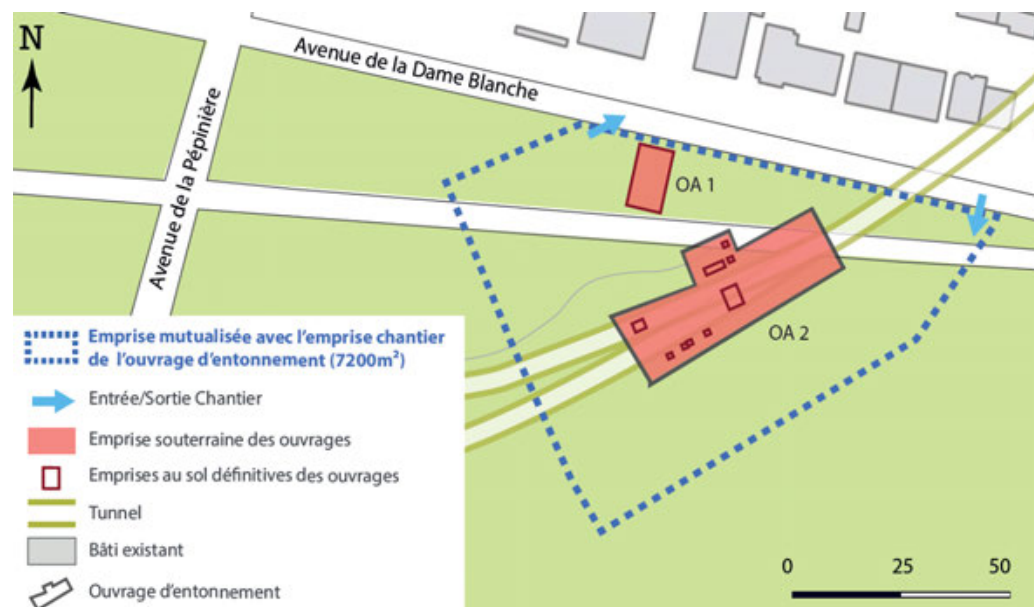 N
Avenue de la Dame Blanche
Avenue de la Pépinière
OA 1
OA 2
Emprise mutualisée avec l'emprise chantier
de l'ouvrage d'entonnement (7200m²)
Entrée/Sortie Chantier
Emprise souterraine des ouvrages
Emprises au sol définitives des ouvrages
Tunnel
Bâti existant
Ouvrage d'entonnement
0 25 50